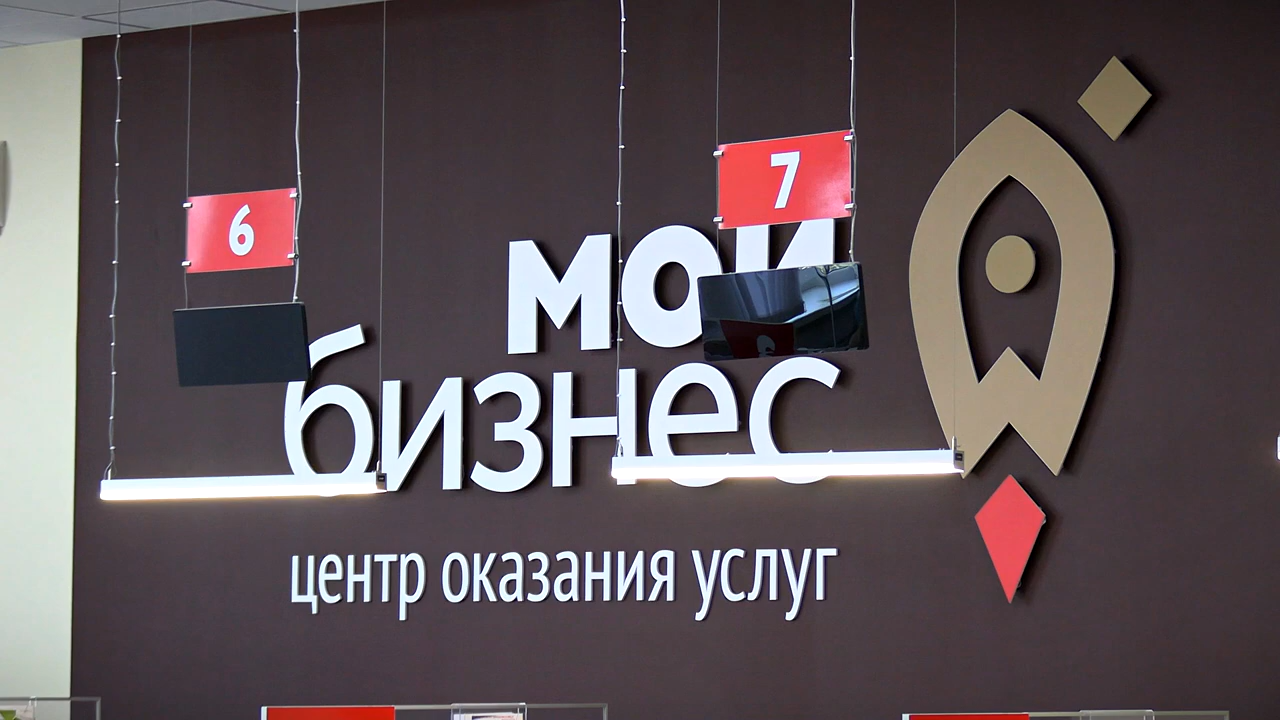 6
7
мой
бизнес
центр оказания услуг